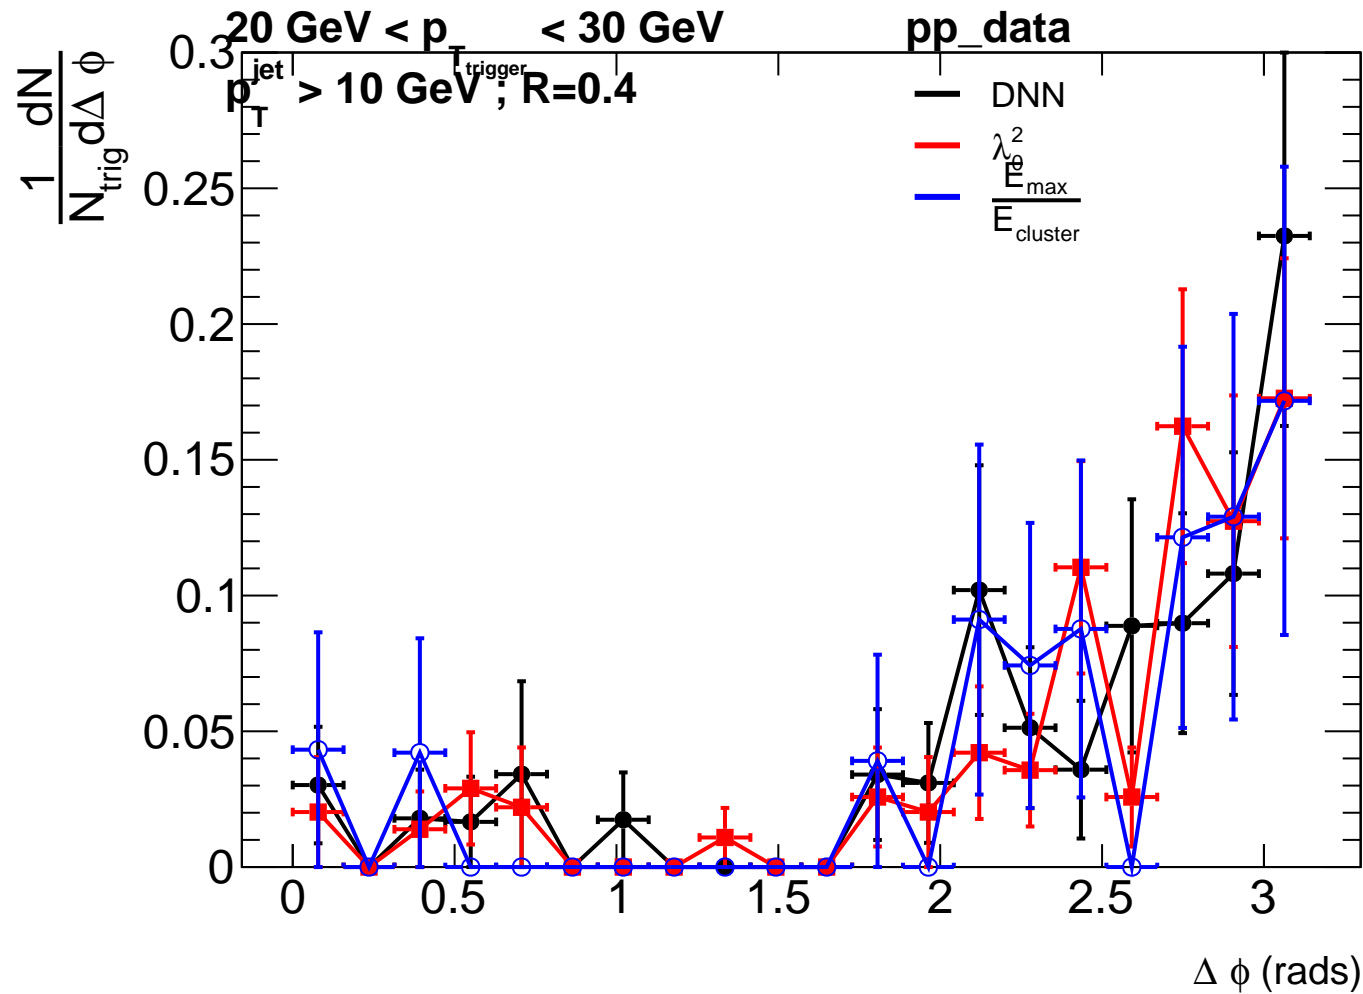 20 GeV < p_T_trigger < 30 GeV pp_data
p_T^jet > 10 GeV ; R=0.4
1 dN
N_trig dΔ ϕ
DNN
λ_0^2
E_max
E_cluster
0.3
0.25
0.2
0.15
0.1
0.05
0
0 0.5 1 1.5 2 2.5 3
Δ ϕ (rads)